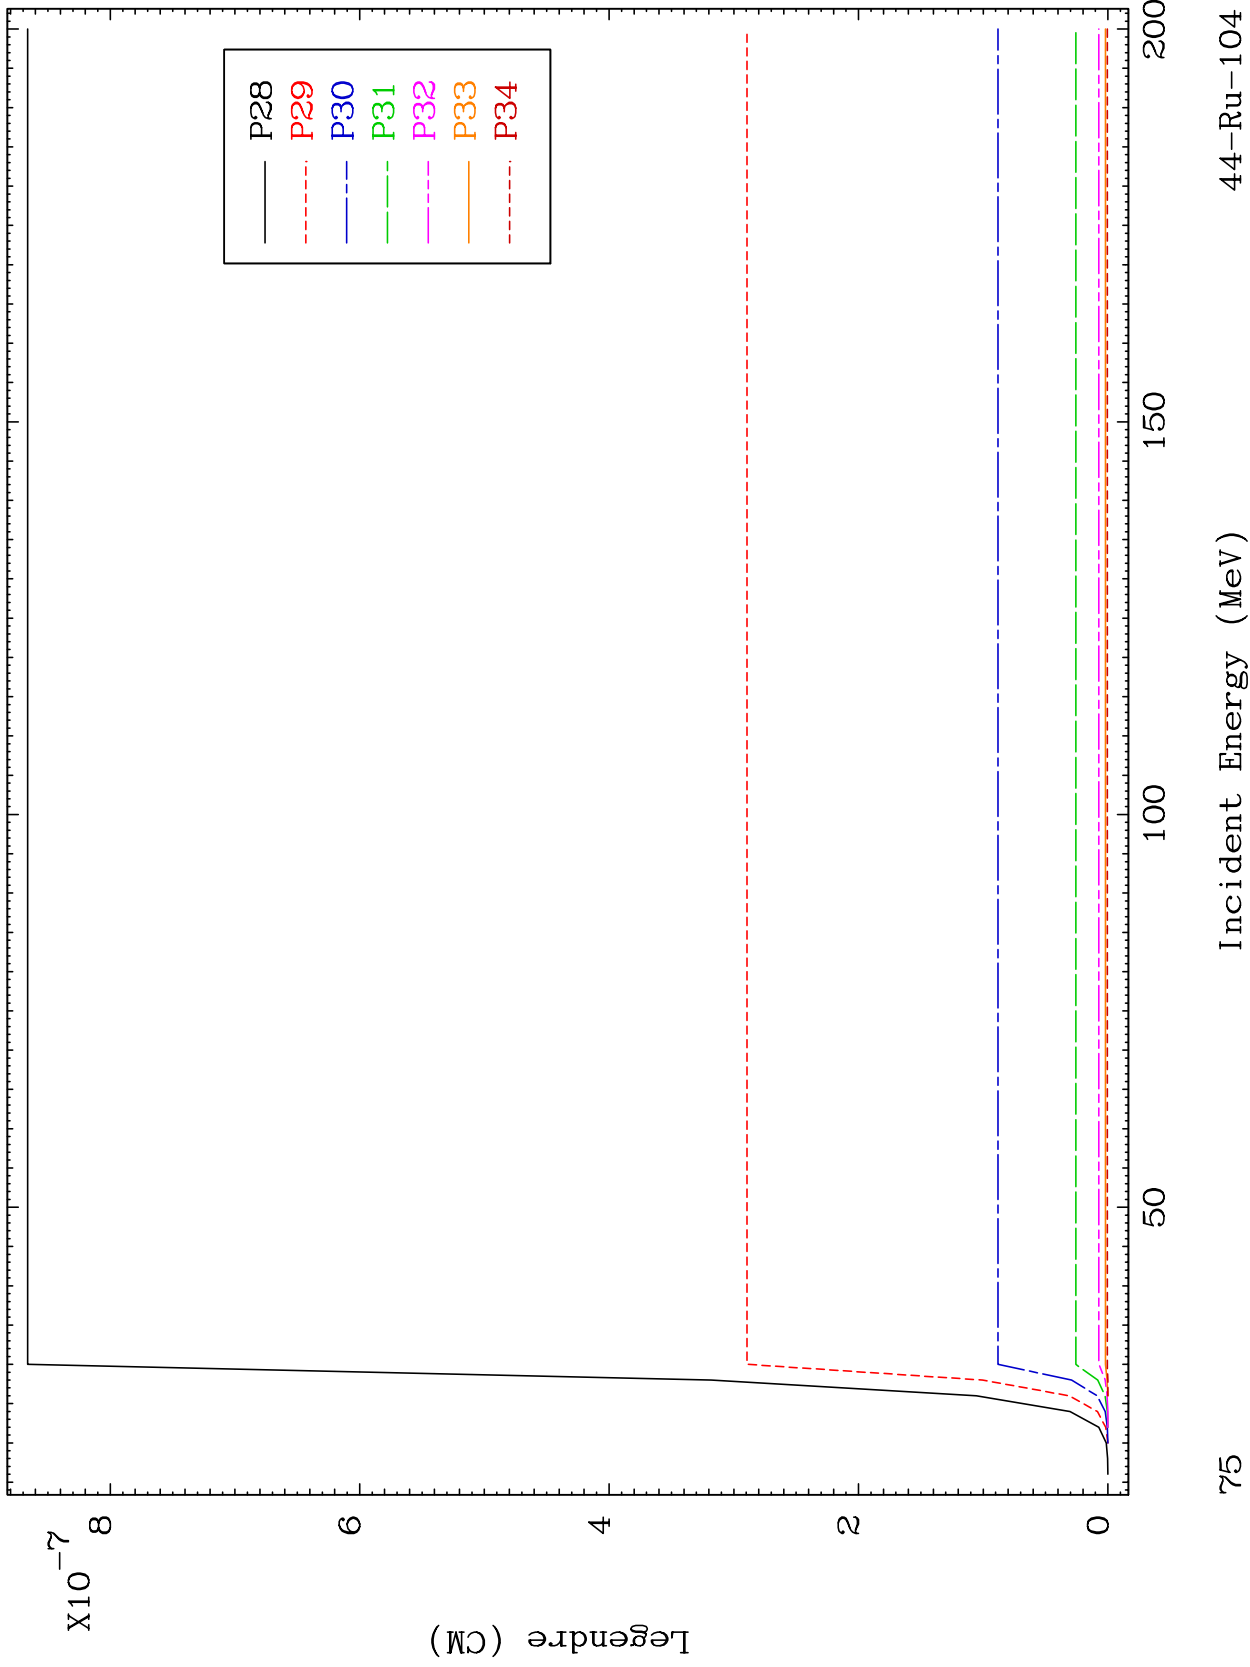 X10-7
8
6
4
2
0
Legendre (CM)
P28
P29
P30
P31
P32
P33
P34
50
100
150
200
75
Incident Energy (MeV)
44-Ru-104